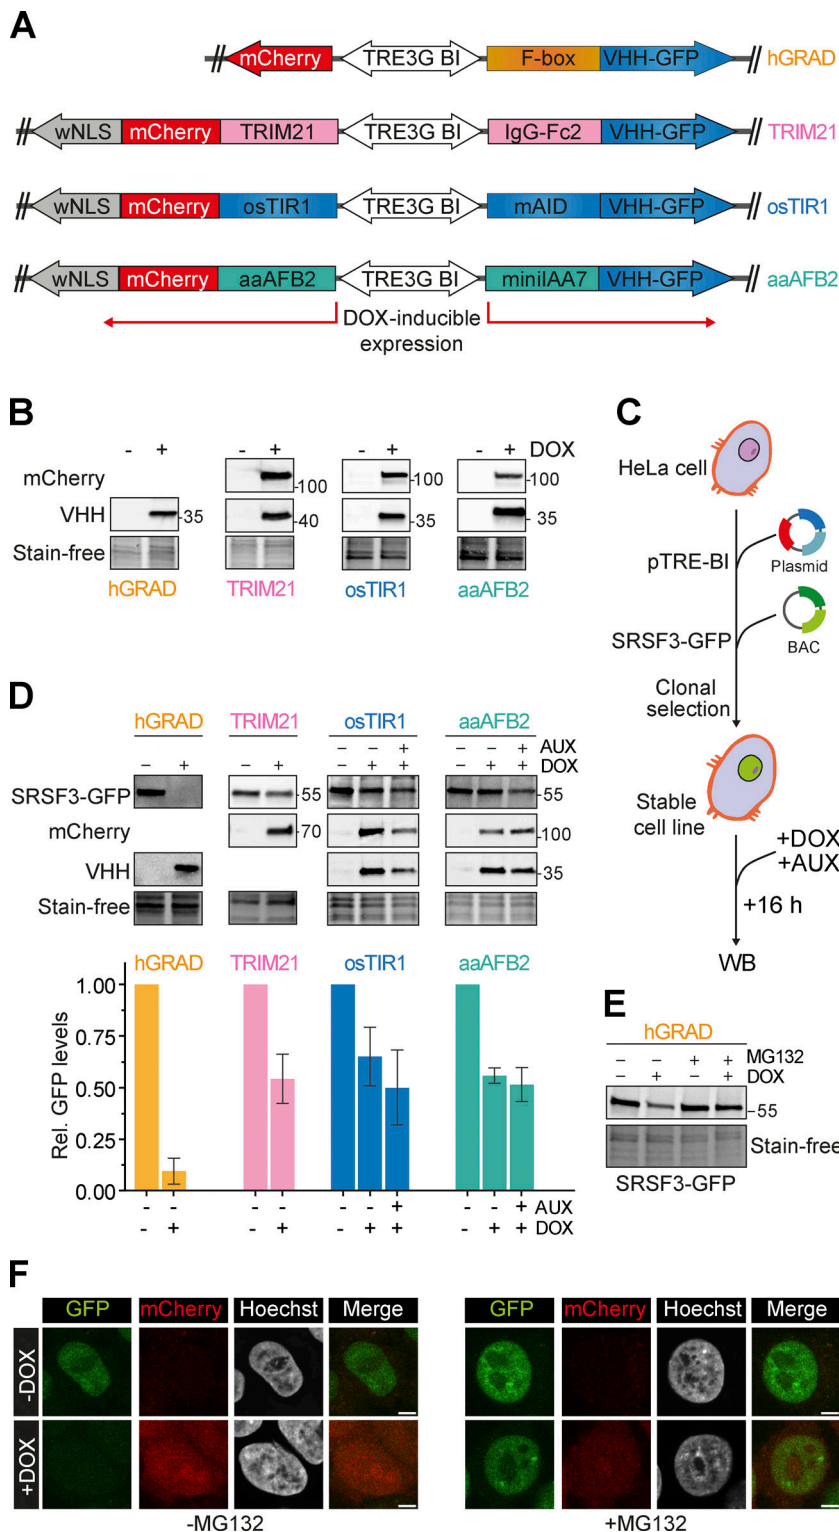 A
mCherry TRE3G BI F-box VHH-GFP hGRAD
wNLS mCherry TRIM21 TRE3G BI IgG-Fc2 VHH-GFP TRIM21
wNLS mCherry osTIR1 TRE3G BI mAID VHH-GFP osTIR1
wNLS mCherry aaAFB2 TRE3G BI miniIAA7 VHH-GFP aaAFB2
DOX-inducible
expression
B
- + - + - + - + DOX
mCherry -100 -100 -100
VHH -35 -40 -35 -35
Stain-free
hGRAD TRIM21 osTIR1 aaAFB2
C
HeLa cell
pTRE-BI
Plasmid
SRSF3-GFP
BAC
Clonal
selection
Stable
cell line
+DOX
+AUX
+16 h
WB
D
hGRAD TRIM21 osTIR1 aaAFB2
– – + – – + AUX
– + – + – + + – + + DOX
SRSF3-GFP -55 -55 -55
mCherry -70 -100
VHH -35
Stain-free
hGRAD TRIM21 osTIR1 aaAFB2
Rel. GFP levels
1.00
0.75
0.50
0.25
0.00
- - - - - - + - - + AUX
- + - + - + + - + + DOX
E
hGRAD
– – + + MG132
– + – + DOX
-55
Stain-free
SRSF3-GFP
F
GFP mCherry Hoechst Merge GFP mCherry Hoechst Merge
-DOX
+DOX
-MG132 +MG132